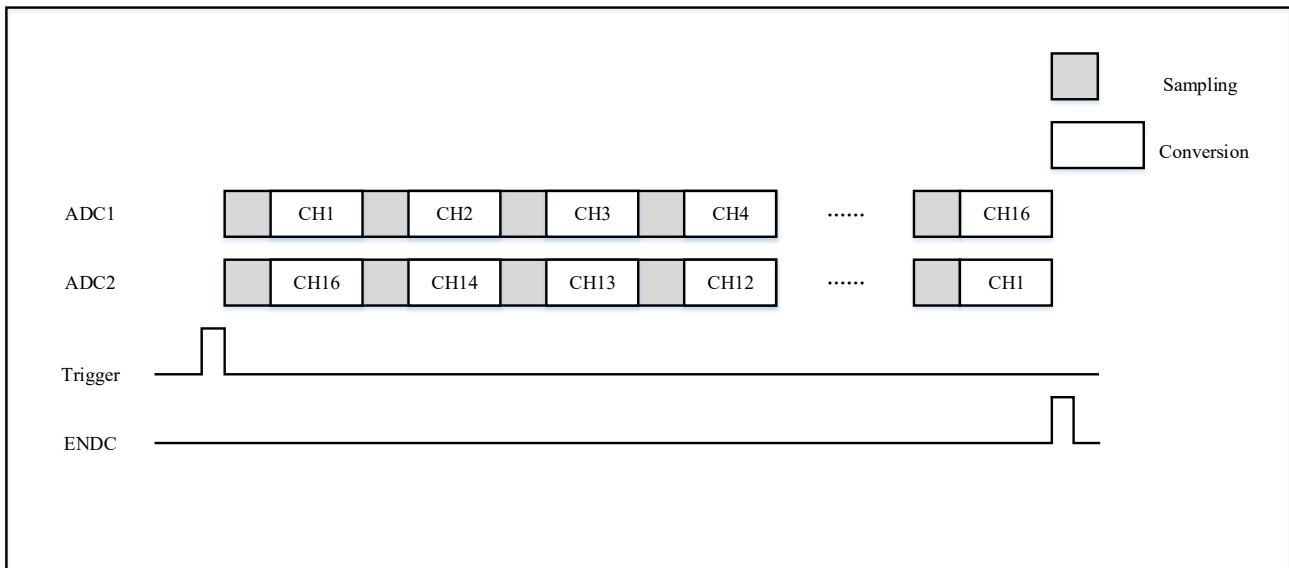 Sampling
Conversion
ADC1 CH1 CH2 CH3 CH4 ...... CH16
ADC2 CH16 CH14 CH13 CH12 ...... CH1
Trigger
ENDC